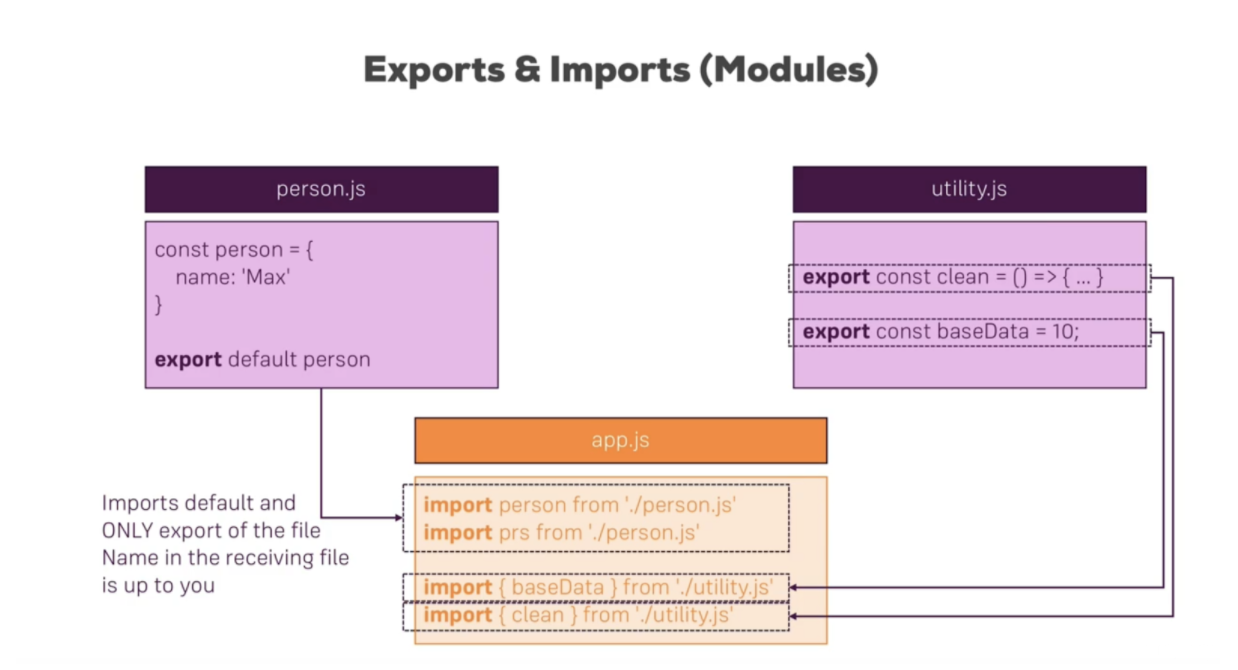 Exports & Imports (Modules)
person.js
const person = {
name: 'Max'
}
export default person
utility.js
export const clean = () => { ... }
export const baseData = 10;
app.js
import person from './person.js'
import prs from './person.js'
import { baseData } from './utility.js'
import { clean } from './utility.js'
Imports default and
ONLY export of the file
Name in the receiving file
is up to you